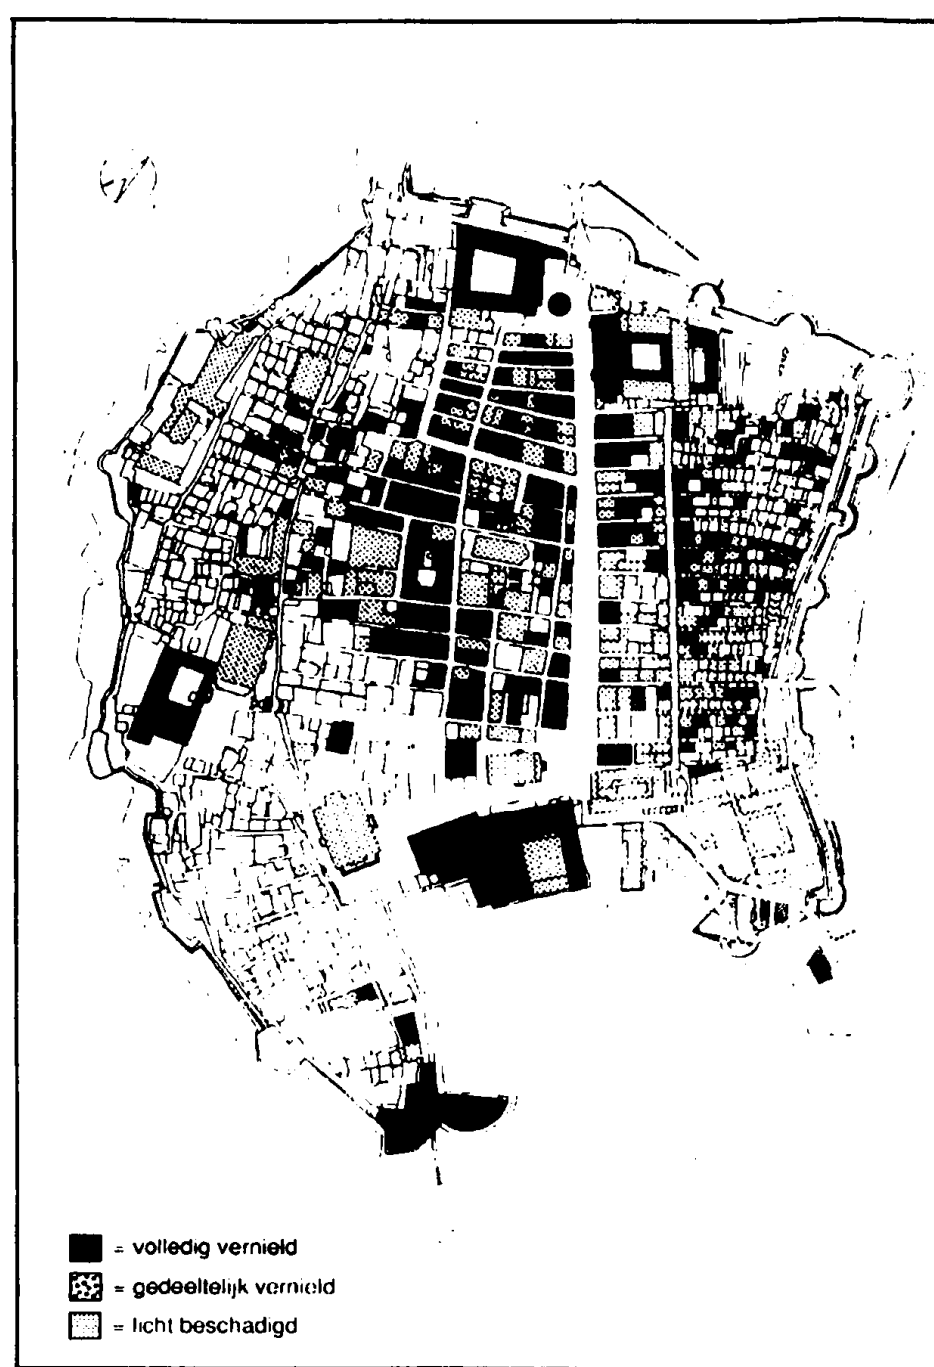 = volledig vernield
= gedeeltelijk vernield
= licht beschadigd